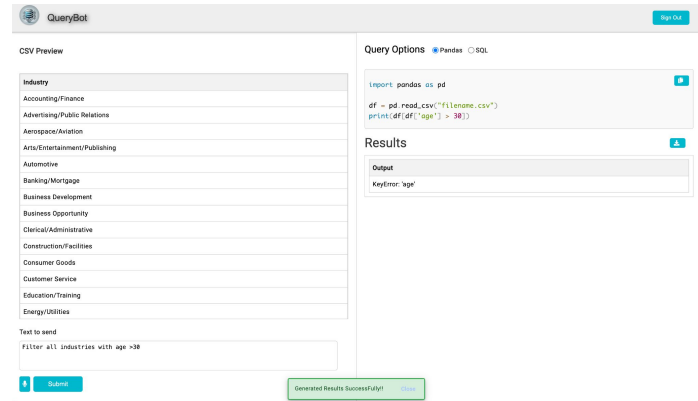 QueryBot
Sign Out
CSV Preview
Industry
Accounting/Finance
Advertising/Public Relations
Aerospace/Aviation
Arts/Entertainment/Publishing
Automotive
Banking/Mortgage
Business Development
Business Opportunity
Clerical/Administrative
Construction/Facilities
Consumer Goods
Customer Service
Education/Training
Energy/Utilities
Text to send
Filter all industries with age >30
Submit
Query Options Pandas SQL
import pandas as pd
df = pd.read_csv("filename.csv")
print(df[df['age'] > 30])
Results
Output
KeyError: 'age'
Generated Results SucessFully!! Close